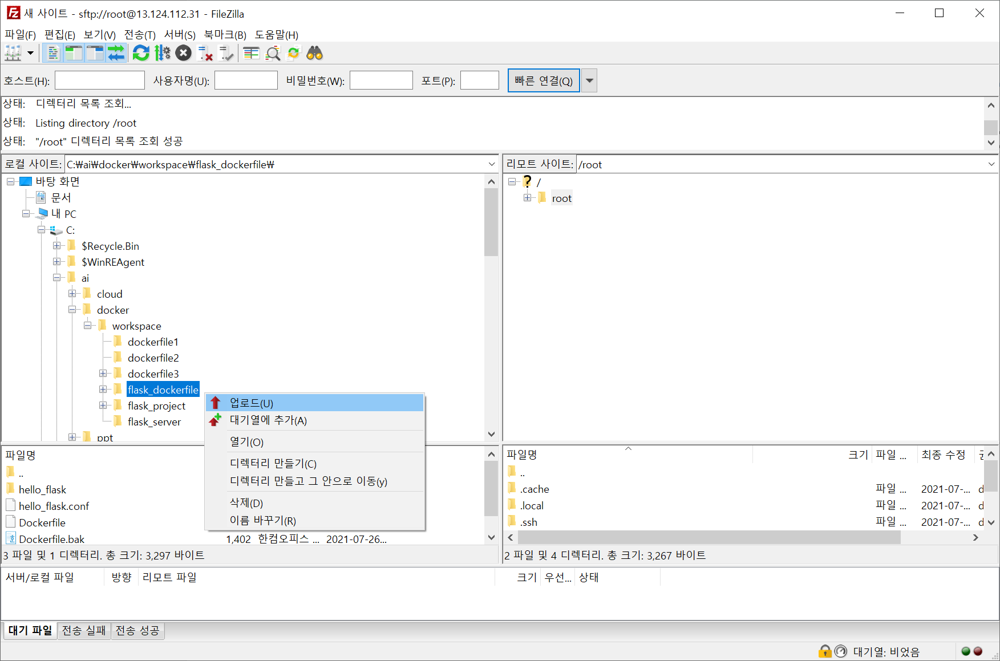 새 사이트 - sftp://root@13.124.112.31 - FileZilla
파일(F) 편집(E) 보기(V) 전송(T) 서버(S) 북마크(B) 도움말(H)
호스트(H): 사용자명(U): 비밀번호(W): 포트(P): 빠른 연결(Q)
상태: 디렉터리 목록 조회...
상태: Listing directory /root
상태: "/root" 디렉터리 목록 조회 성공
로컬 사이트: C:₩ai₩docker₩workspace₩flask_dockerfile₩
바탕 화면
문서
내 PC
C:
$Recycle.Bin
$WinREAgent
ai
cloud
docker
workspace
dockerfile1
dockerfile2
dockerfile3
flask_dockerfile
flask_project
flask_server
ppt
업로드(U)
대기열에 추가(A)
열기(O)
디렉터리 만들기(C)
디렉터리 만들고 그 안으로 이동(y)
삭제(D)
이름 바꾸기(R)
파일명
..
hello_flask
hello_flask.conf
Dockerfile
Dockerfile.bak 1,402 한컴오피스 ... 2021-07-26...
3 파일 및 1 디렉터리. 총 크기: 3,297 바이트
리모트 사이트: /root
/
root
파일명 크기 파일 ... 최종 수정
..
.cache 파일 ... 2021-07-... d
.local 파일 ... 2021-07-... d
.ssh 파일 ... 2021-07-... d
2 파일 및 4 디렉터리. 총 크기: 3,267 바이트
서버/로컬 파일 방향 리모트 파일 크기 우선... 상태
대기 파일 전송 실패 전송 성공
대기열: 비었음